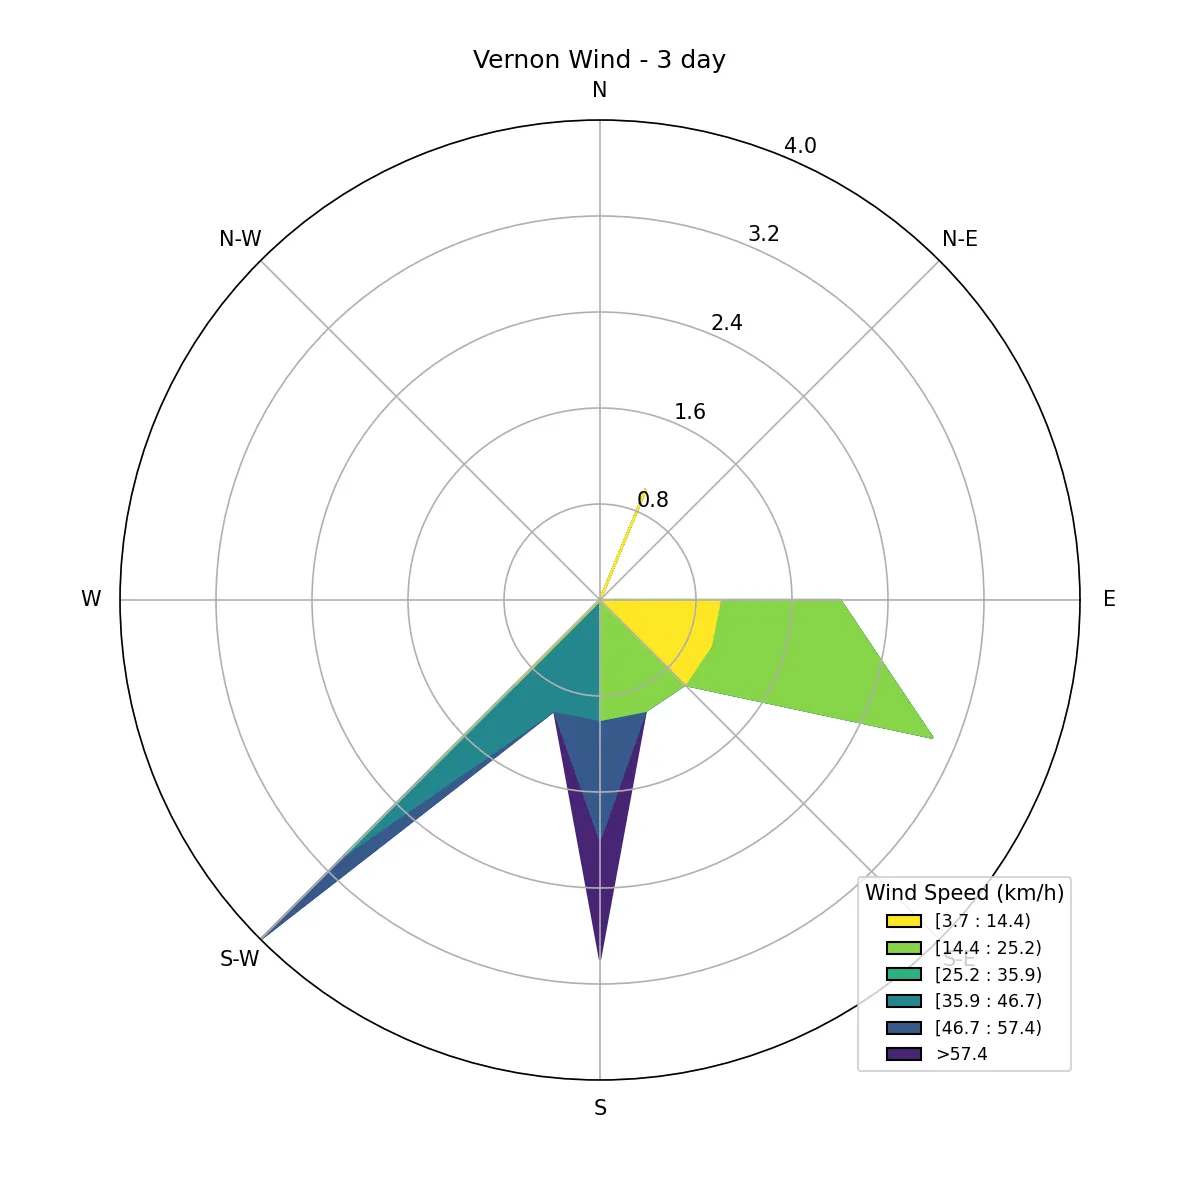 Vernon Wind - 3 day
N
4.0
N-W
3.2
N-E
2.4
1.6
0.8
W
E
S-W
S-E
S
Wind Speed (km/h)
[3.7 : 14.4)
[14.4 : 25.2)
[25.2 : 35.9)
[35.9 : 46.7)
[46.7 : 57.4)
>57.4